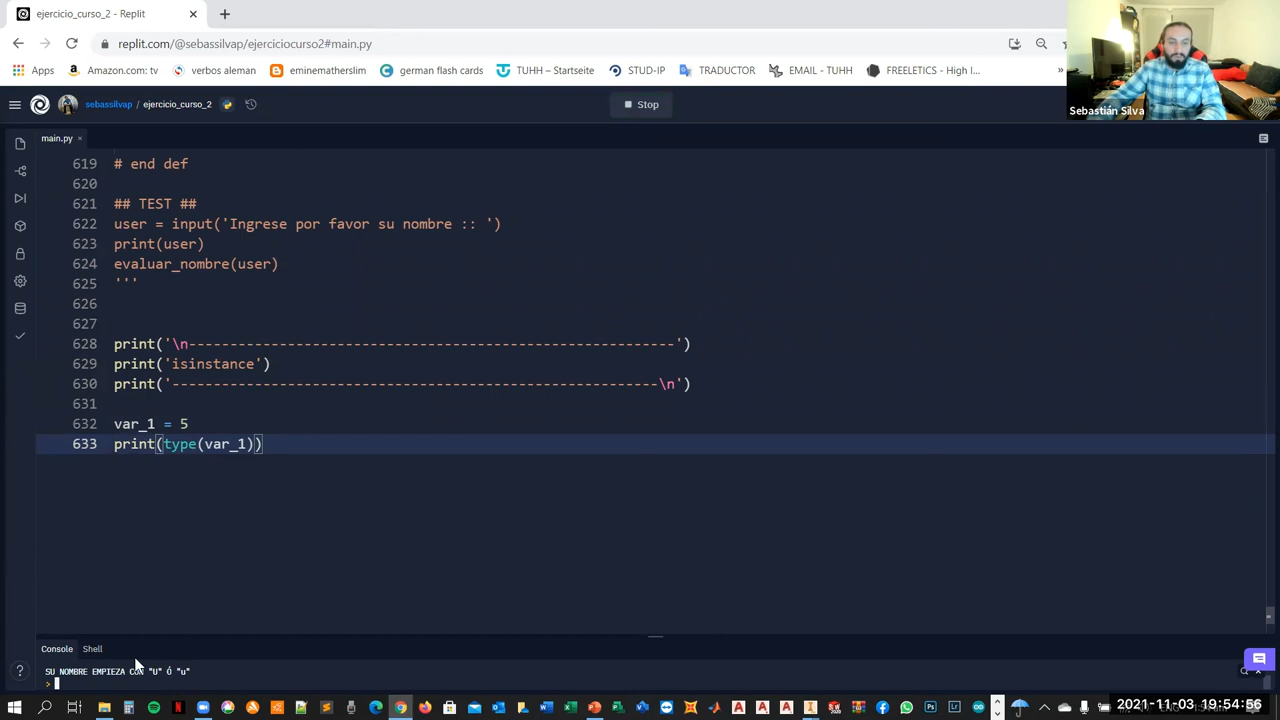 ejercicio_curso_2 - Replit
replit.com/@sebassilvap/ejerciciocurso2#main.py
Apps Amazon.com: tv verbos aleman eminematherslim german flash cards TUHH – Startseite STUD-IP TRADUCTOR EMAIL - TUHH FREELETICS - High I... »
Sebastián Silva
sebassilvap / ejercicio_curso_2
Stop
main.py
619 # end def
620
621 ## TEST ##
622 user = input('Ingrese por favor su nombre :: ')
623 print(user)
624 evaluar_nombre(user)
625 '''
626
627
628 print('\n-----------------------------------------------------------')
629 print('isinstance')
630 print('-----------------------------------------------------------\n')
631
632 var_1 = 5
633 print(type(var_1))
Console Shell
SU NOMBRE EMPIEZA CON "U" ó "u"
>
2021-11-03 19:54:56